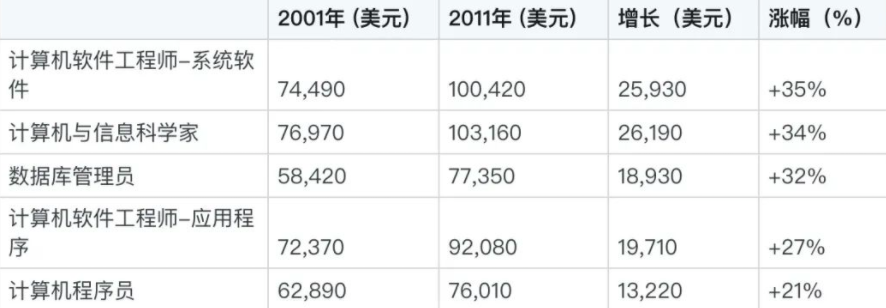 2001年 (美元) 2011年 (美元) 增长 (美元) 涨幅 (%)
计算机软件工程师–系统软
件 74,490 100,420 25,930 +35%
计算机与信息科学家 76,970 103,160 26,190 +34%
数据库管理员 58,420 77,350 18,930 +32%
计算机软件工程师–应用程
序 72,370 92,080 19,710 +27%
计算机程序员 62,890 76,010 13,220 +21%